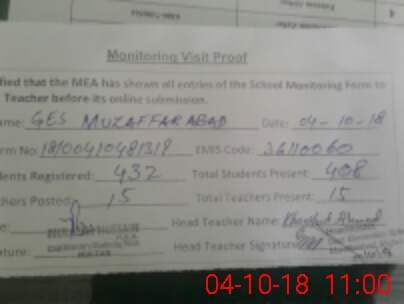 Monitoring Visit Proof
fied that the MEA has shown all entries of the School Monitoring Form to
Teacher before its online submission.
ame: GES MUZAFFARABAD Date: 04-10-18
rm No: EMIS Code: 36110060
dents Registered: 432 Total Students Present: 408
chers Posted: 15 Total Teachers Present: 15
e: Head Teacher Name: Ahmed
ature: Head Teacher Signature
MULTAN
04-10-18 11:00